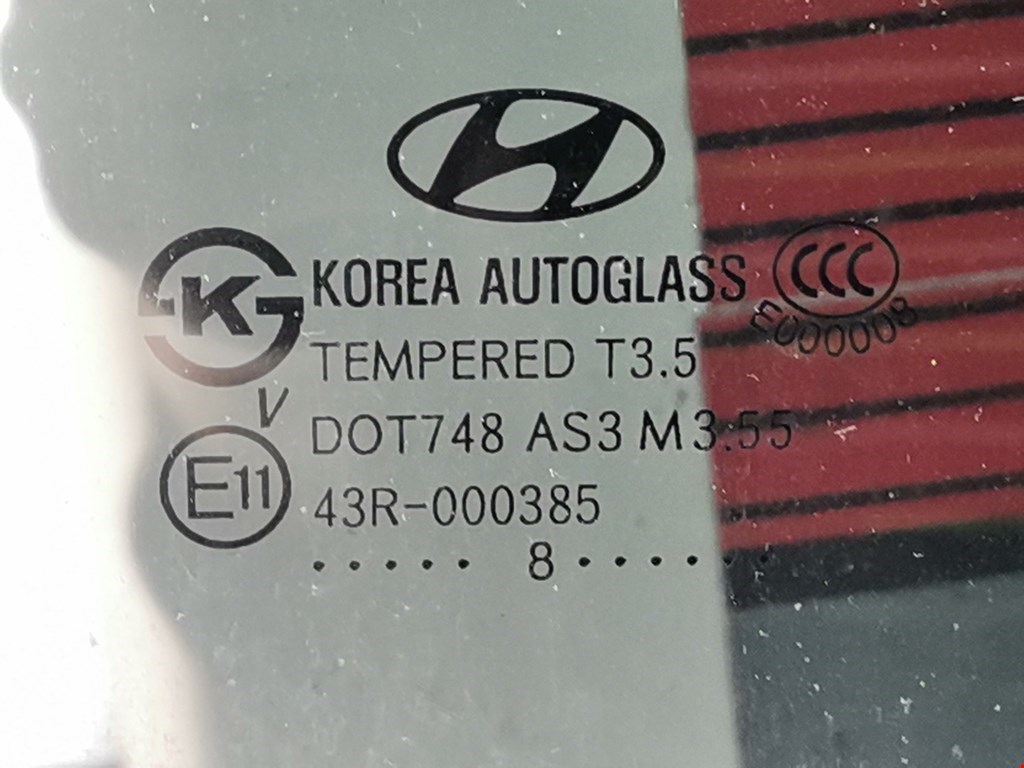 K
KOREA AUTOGLASS
CCC
E000008
TEMPERED T3.5
V
DOT748 AS3 M3.55
E11
43R-000385
..... 8 ......